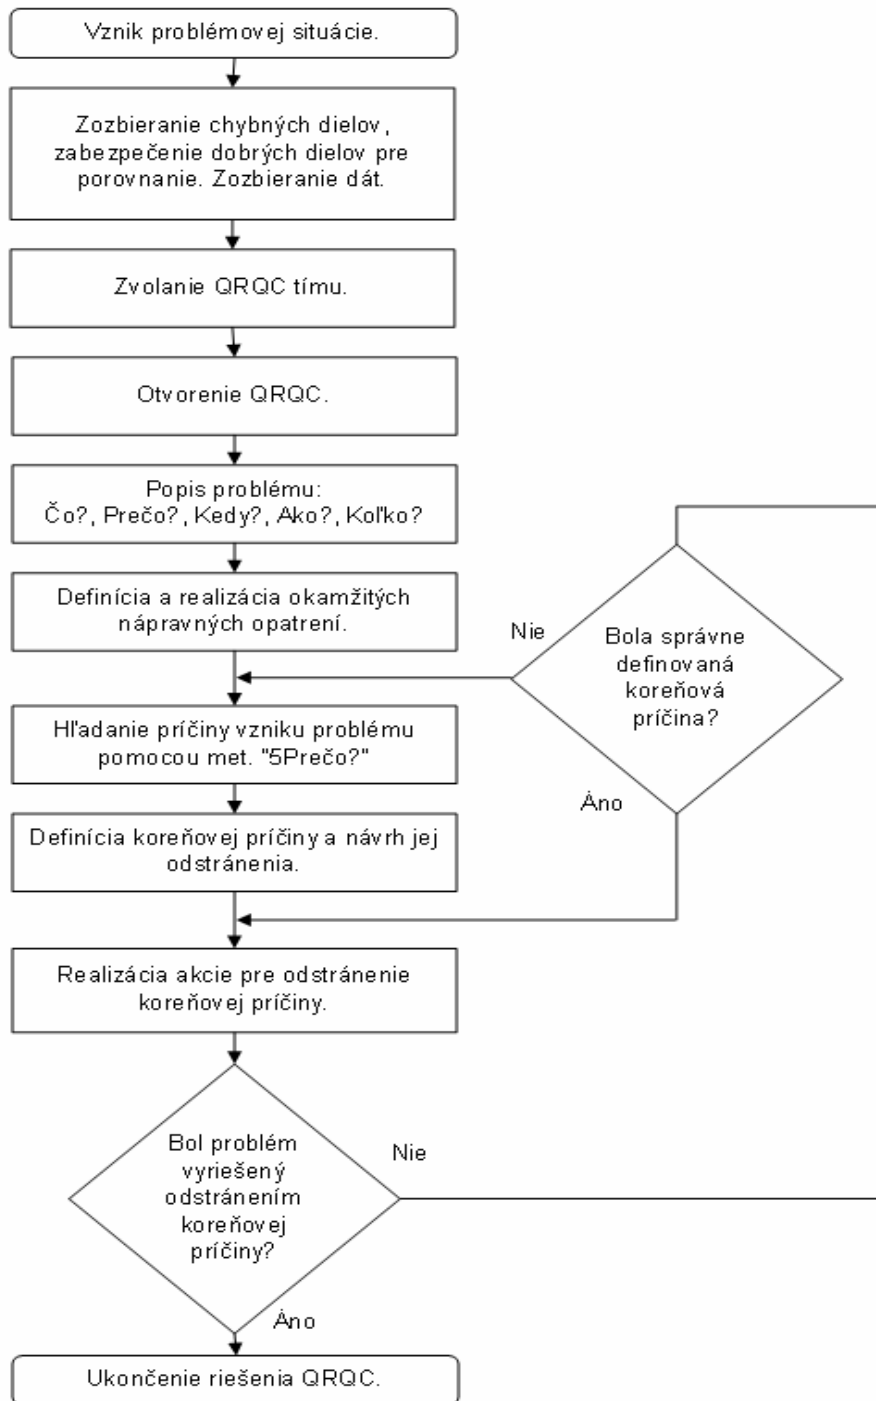 Vznik problémovej situácie.
Zozbieranie chybných dielov,
zabezpečenie dobrých dielov pre
porovnanie. Zozbieranie dát.
Zvolanie QRQC tímu.
Otvorenie QRQC.
Popis problému:
Čo?, Prečo?, Kedy?, Ako?, Koľko?
Definícia a realizácia okamžitých
nápravných opatrení.
Nie
Bola správne
definovaná
koreňová
príčina?
Áno
Hľadanie príčiny vzniku problému
pomocou met. "5Prečo?"
Definícia koreňovej príčiny a návrh jej
odstránenia.
Realizácia akcie pre odstránenie
koreňovej príčiny.
Bol problém
vyriešený
odstránením
koreňovej
príčiny?
Nie
Áno
Ukončenie riešenia QRQC.